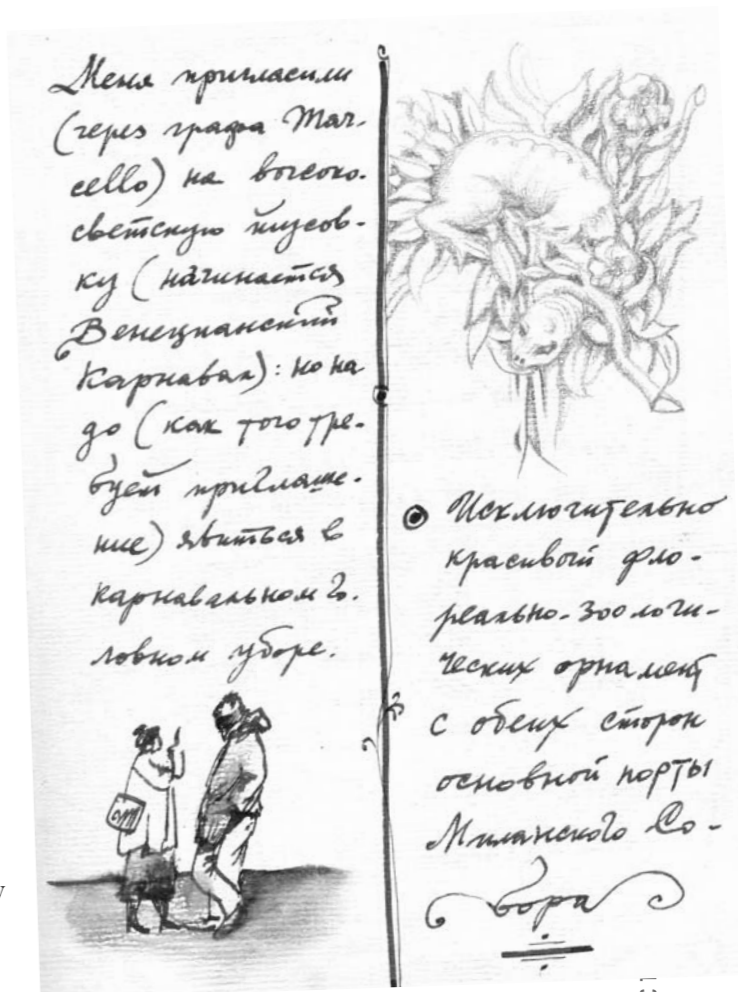 Меня пригласили
(через графа Mar-
cello) на высоко-
светскую тусов-
ку (начинается
Венецианский
Карнавал): но на
до (как того тре-
бует приглаше-
ние) явиться в
карнавальном го-
ловном уборе.
Исключительно
красивый фло-
реально-зоологи-
ческих орнамент
с обеих сторон
основной порты
Миланского Со-
бора